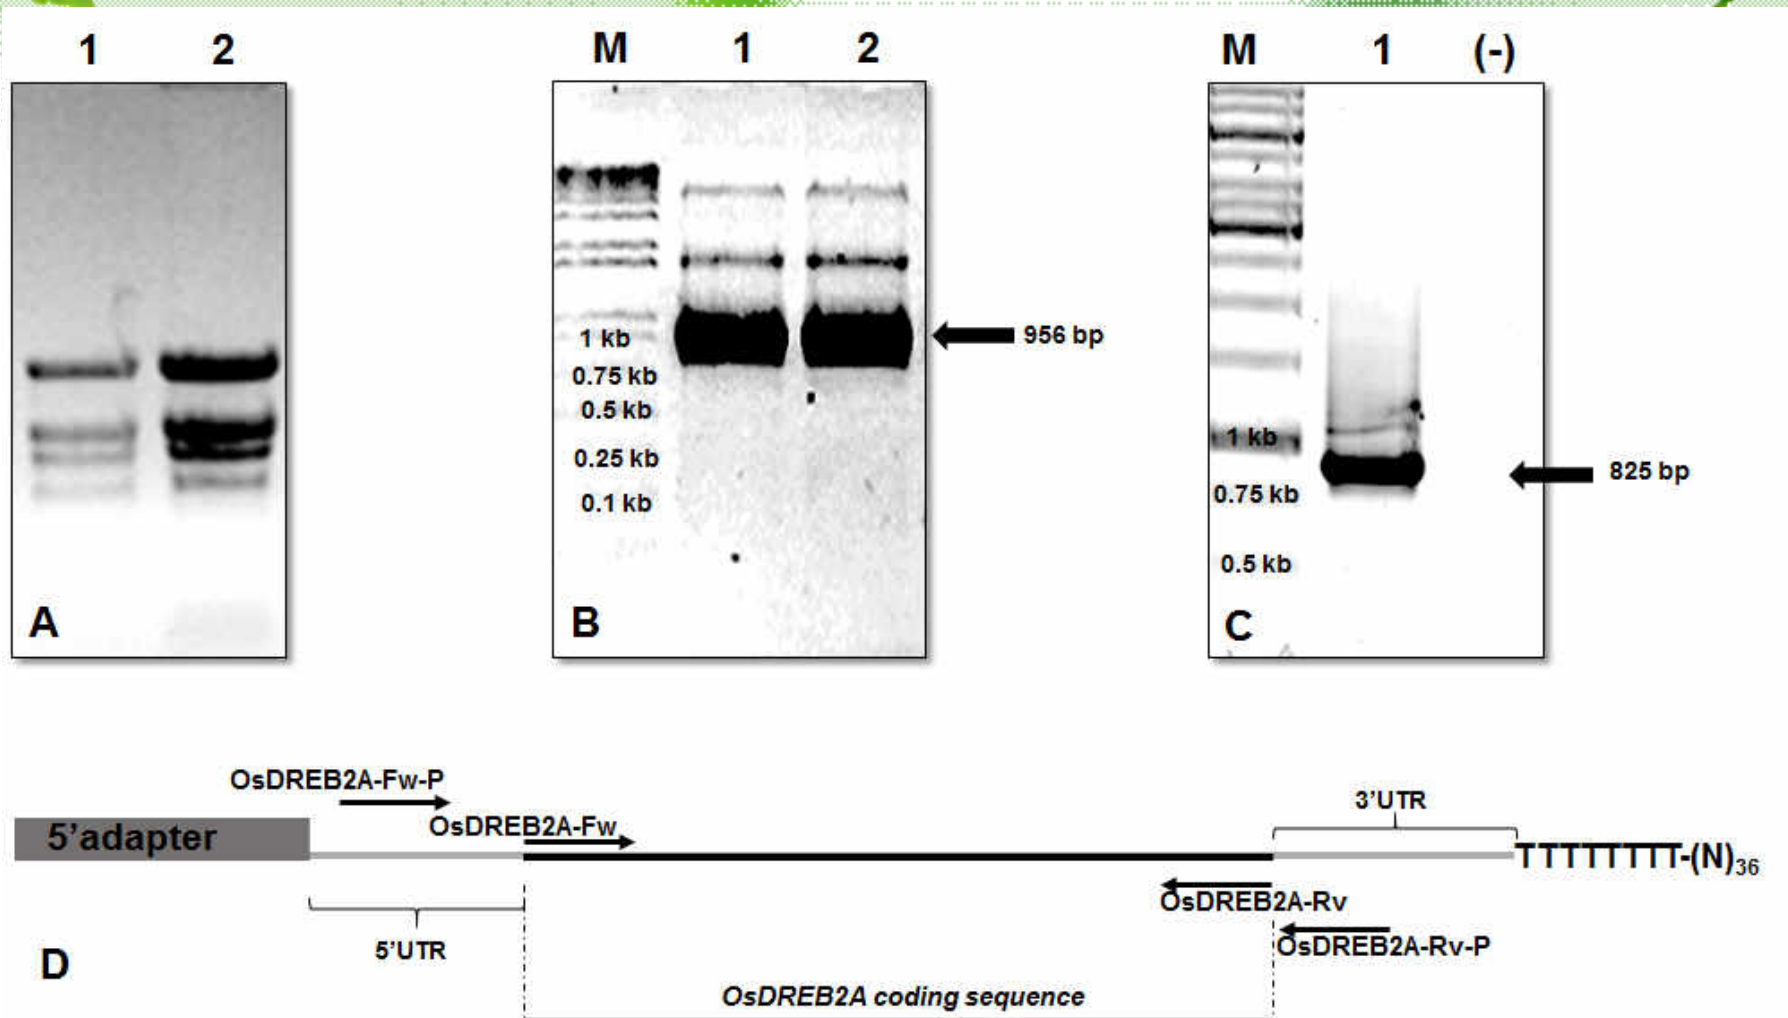 1 2
M 1 2
M 1 (-)
1 kb
0.75 kb
0.5 kb
0.25 kb
0.1 kb
956 bp
1 kb
0.75 kb
0.5 kb
825 bp
A
B
C
OsDREB2A-Fw-P
5'adapter
OsDREB2A-Fw
3'UTR
TTTTTTTT-(N)36
OsDREB2A-Rv
OsDREB2A-Rv-P
5'UTR
D
OsDREB2A coding sequence